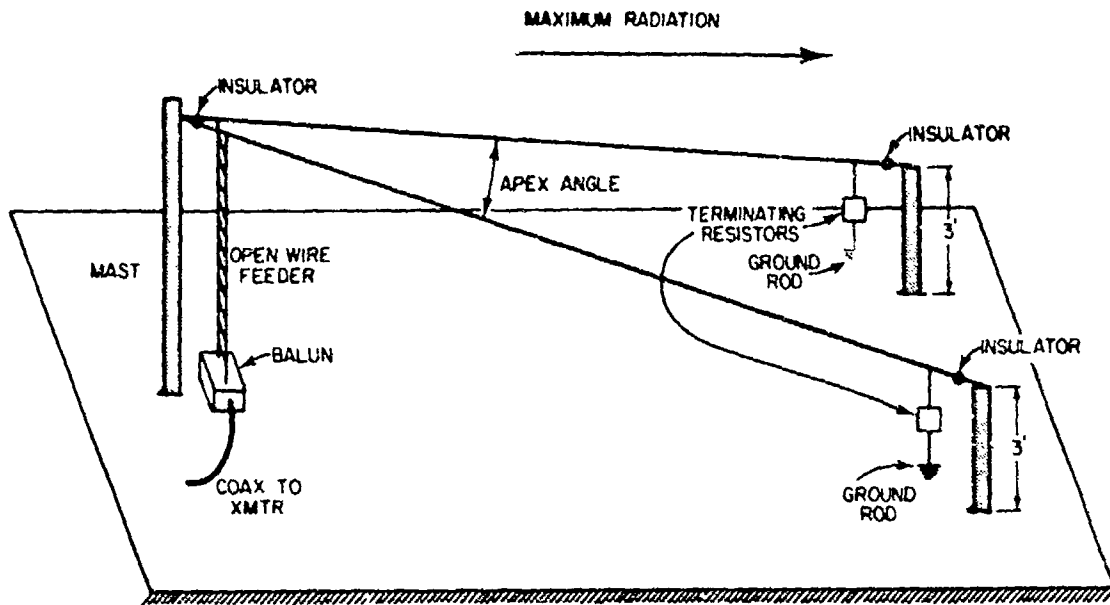 MAXIMUM RADIATION
INSULATOR
INSULATOR
APEX ANGLE
TERMINATING
RESISTORS
3'
GROUND
ROD
OPEN WIRE
FEEDER
MAST
BALUN
INSULATOR
3'
COAX TO
XMTR
GROUND
ROD